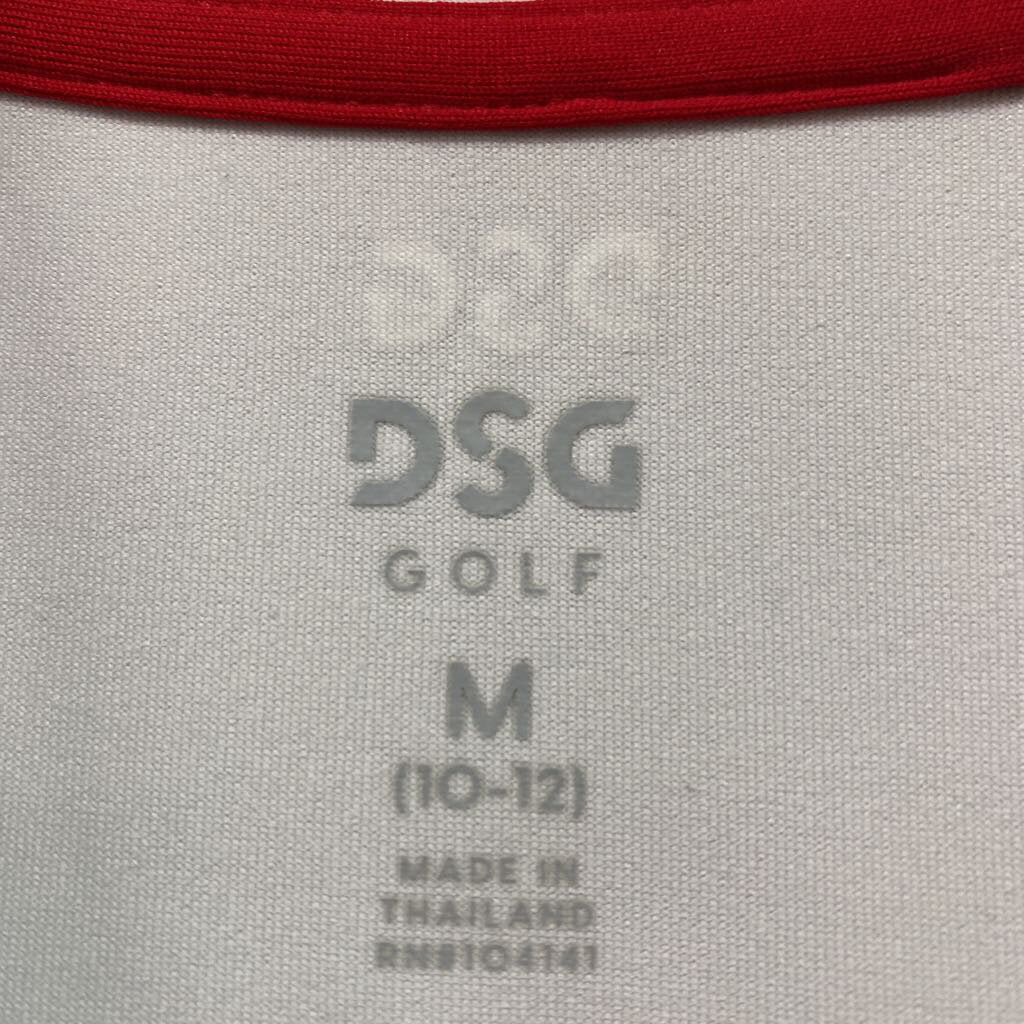 DSG
GOLF
M
(10-12)
MADE IN
THAILAND
RN#104141